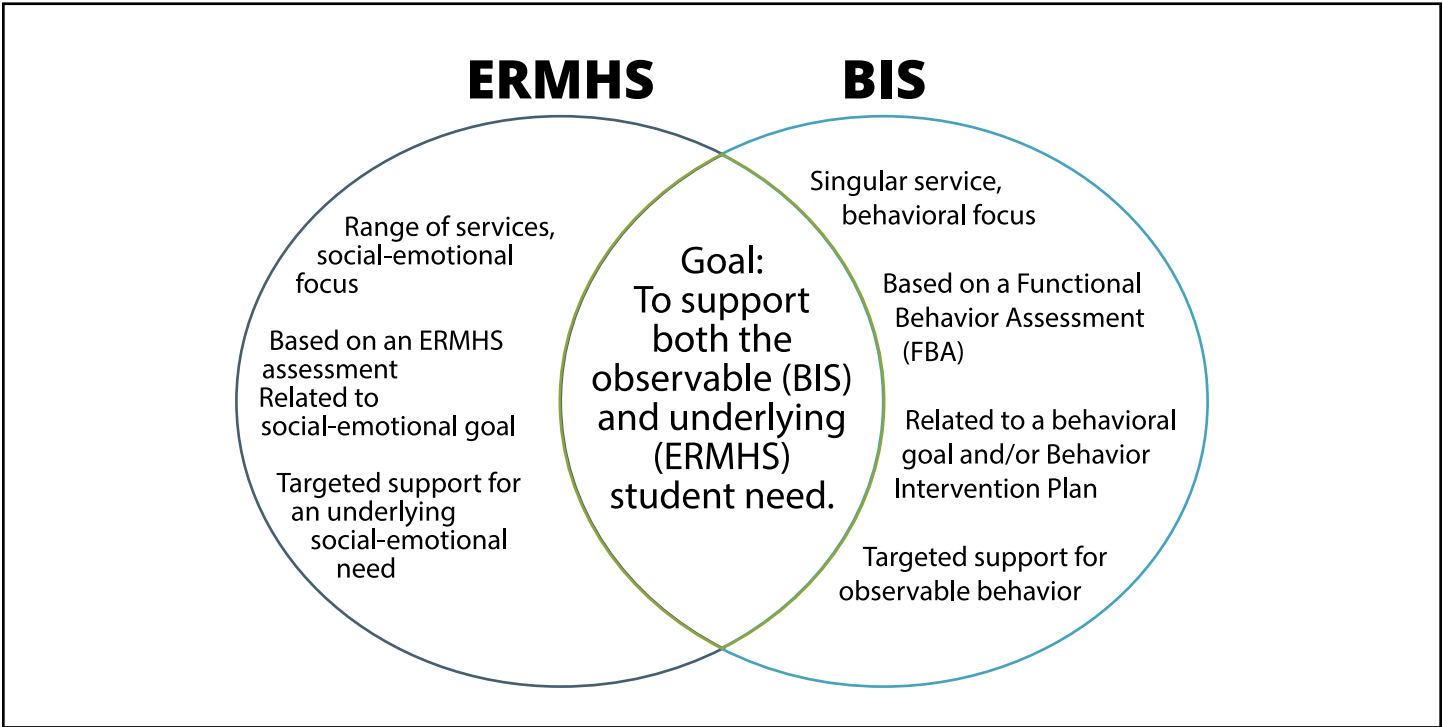 ERMHS
BIS
Range of services,
social-emotional
focus
Based on an ERMHS
assessment
Related to
social-emotional goal
Targeted support for
an underlying
social-emotional
need
Goal:
To support
both the
observable (BIS)
and underlying
(ERMHS)
student need.
Singular service,
behavioral focus
Based on a Functional
Behavior Assessment
(FBA)
Related to a behavioral
goal and/or Behavior
Intervention Plan
Targeted support for
observable behavior